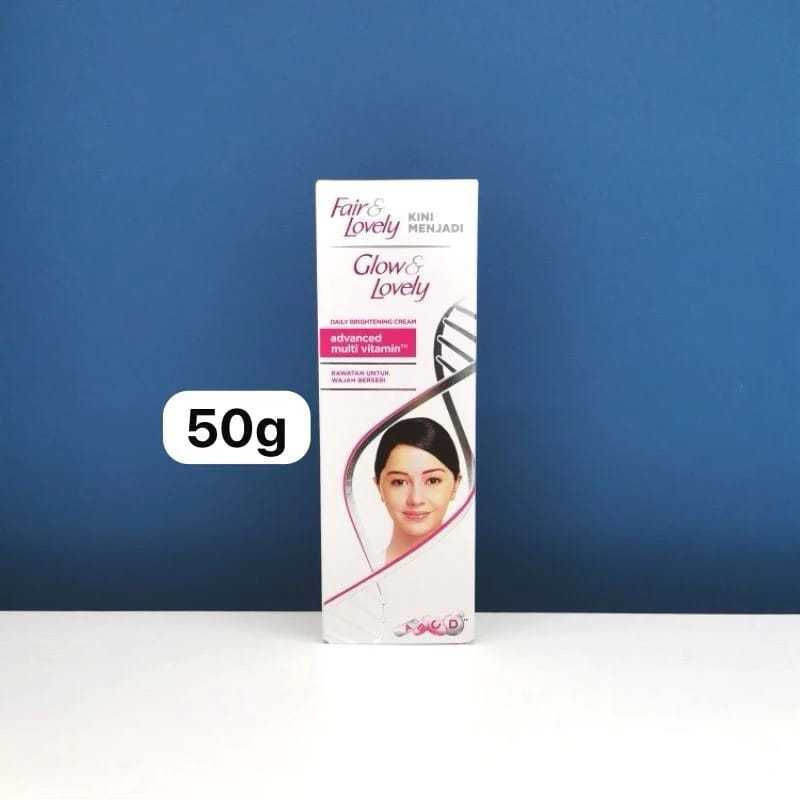 Fair &
Lovely
KINI
MENJADI
Glow &
Lovely
DAILY BRIGHTENING CREAM
advanced
multi vitamin™
RAWATAN UNTUK
WAJAH BERSERI
50g